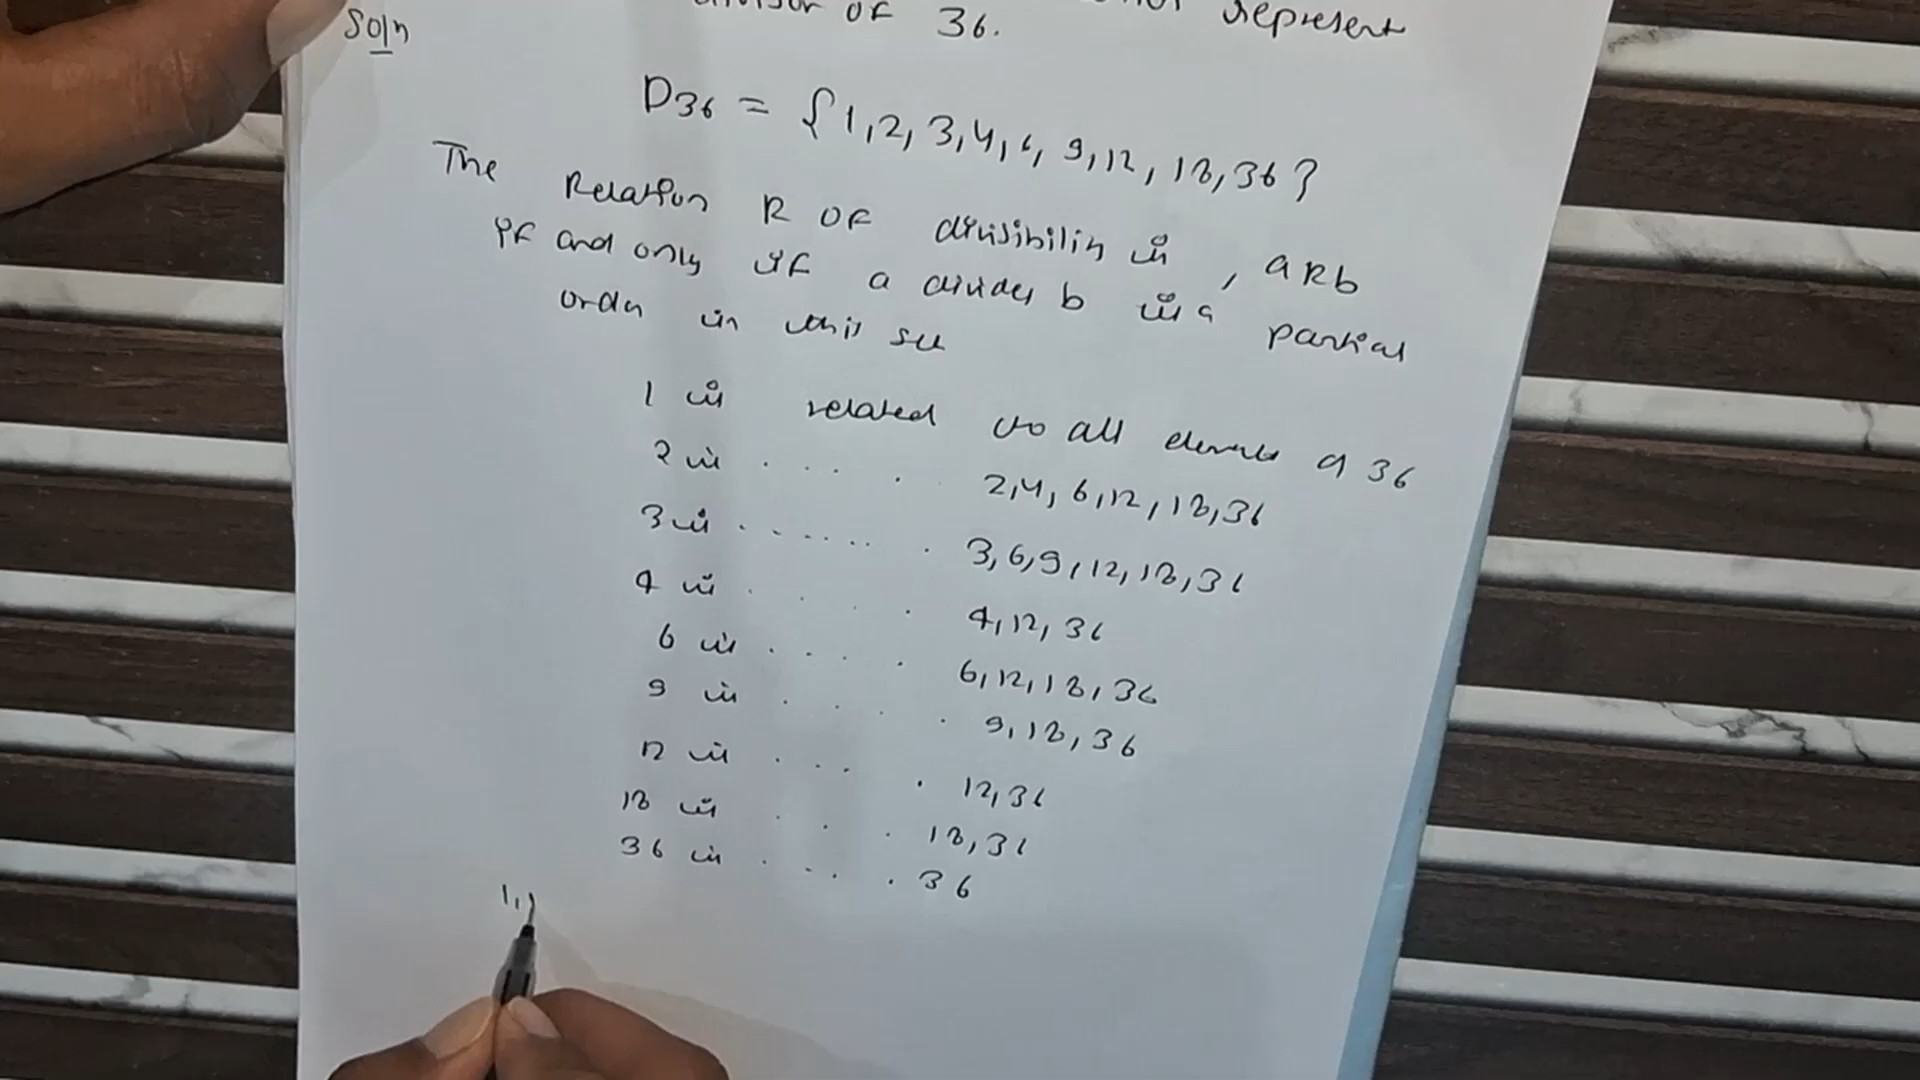 divisor of 36. represent
Soln
D36 = {1,2,3,4,6,9,12,18,36}
The Relation R OF divisibility is, aRb
if and only if a divides b is a partial
order in this set
1 is related to all elements of 36
2 is . . . . 2,4,6,12,18,36
3 is . . . . . . . 3,6,9,12,18,36
4 is . . . . 4,12,36
6 is . . . . . 6,12,18,36
9 is . . . . 9,18,36
12 is . . . . 12,36
18 is . . . . 18,36
36 is . . . . . 36
1,